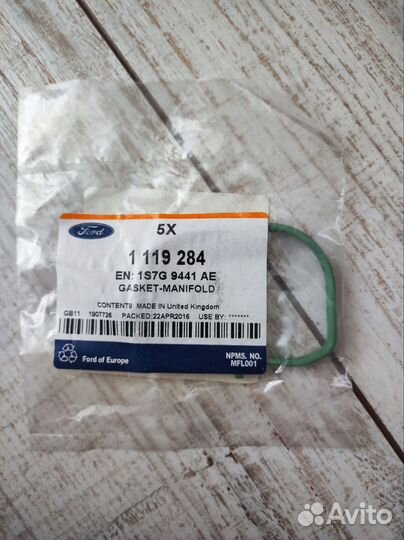 Ford
5X
1 119 284
EN: 1S7G 9441 AE
GASKET-MANIFOLD
CONTENTS: MADE IN United Kingdom
GB11 1907726 PACKED:22APR2016 USE BY: *******
Ford of Europe
NPMS. NO.
MFL001
Avito